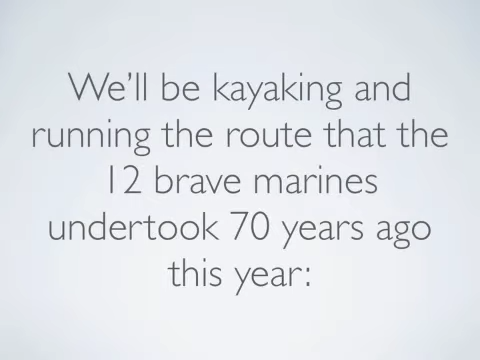 We'll be kayaking and
running the route that the
12 brave marines
undertook 70 years ago
this year: